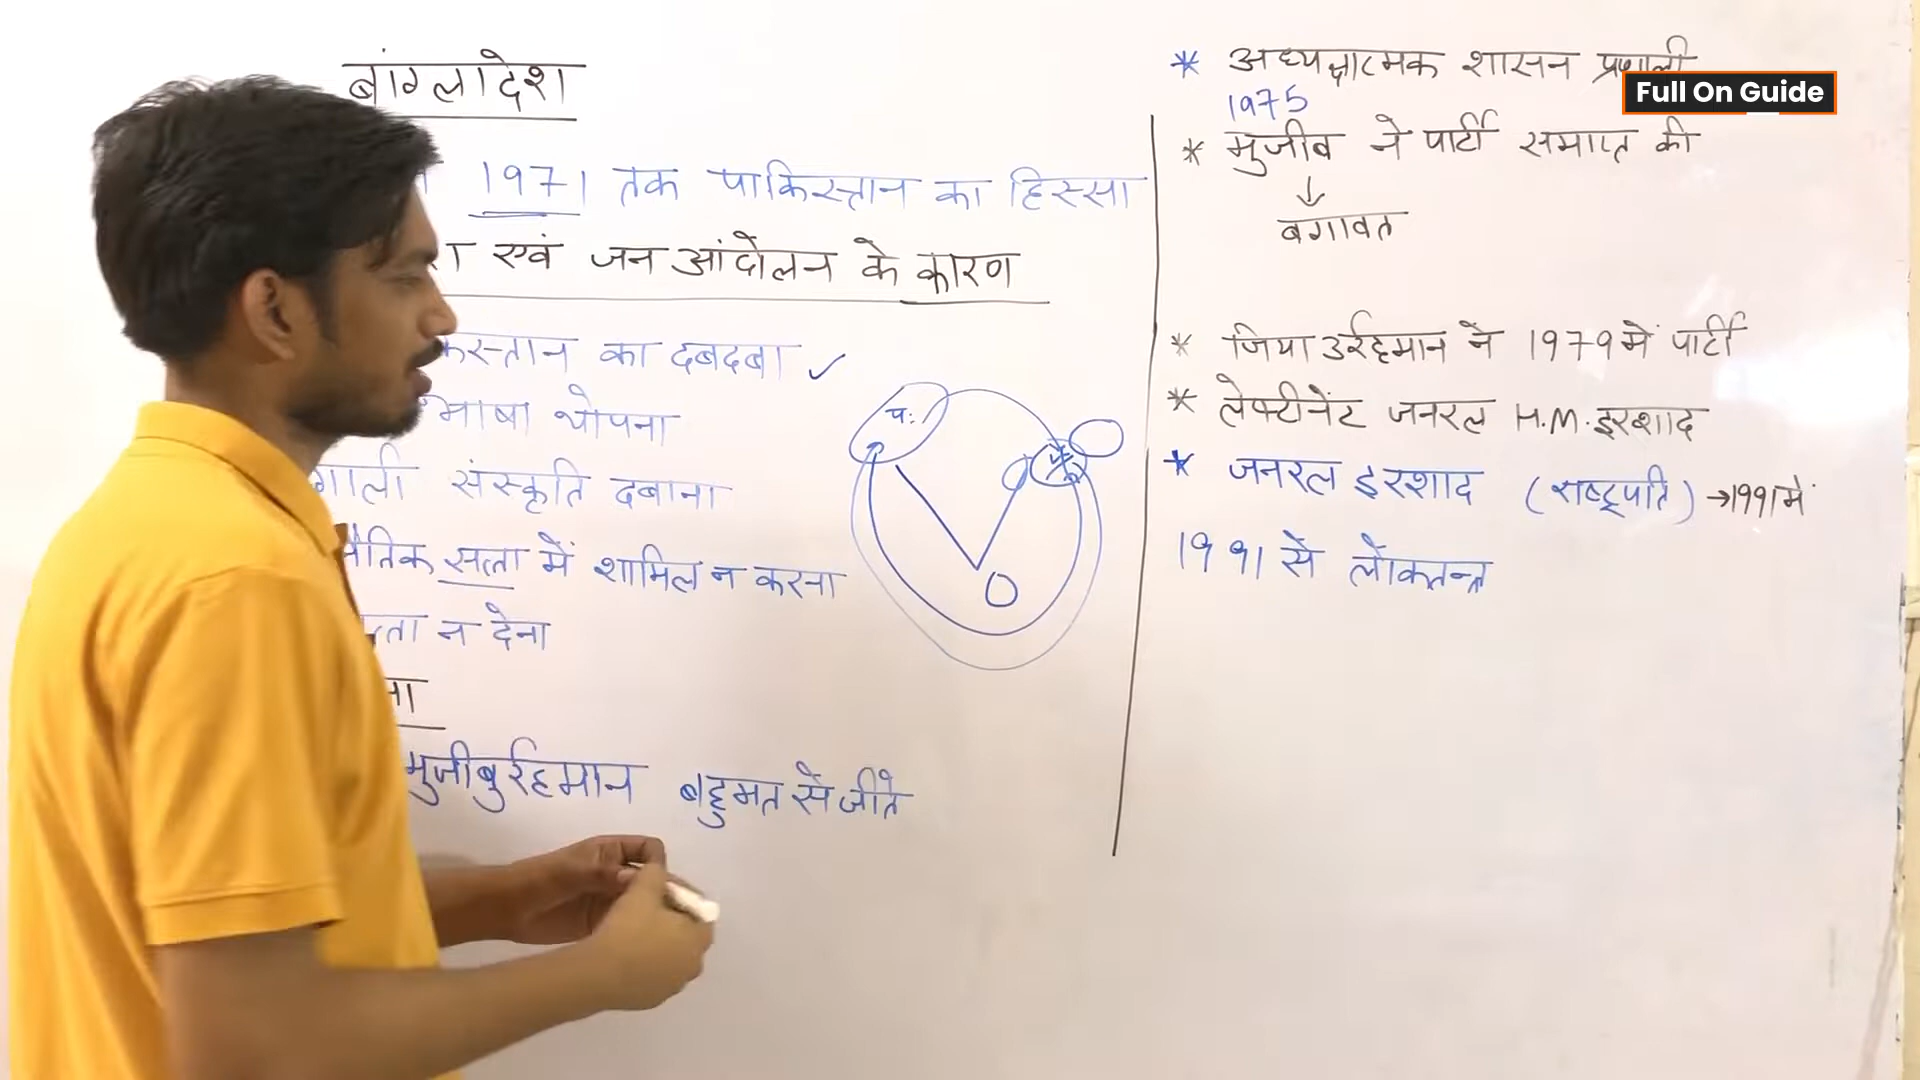 बांग्लादेश
1971 तक पाकिस्तान का हिस्सा
एवं जन आंदोलन के कारण
का दबदबा ✓
भाषा थोपना
संस्कृति दबाना
सत्ता में शामिल न करना
न देना
मुजीबुर्रहमान बहुमत से जीते
प:
* अध्यक्षात्मक शासन प्रणाली
Full On Guide
1975
* मुजीब ने पार्टी समाप्त की
↓
बगावत
* जिया उर्रहमान ने 1979 में पार्टी
* लेफ्टीनेंट जनरल H.M. इरशाद
* जनरल इरशाद (राष्ट्रपति) → 1991 में
1991 से लोकतन्त्र